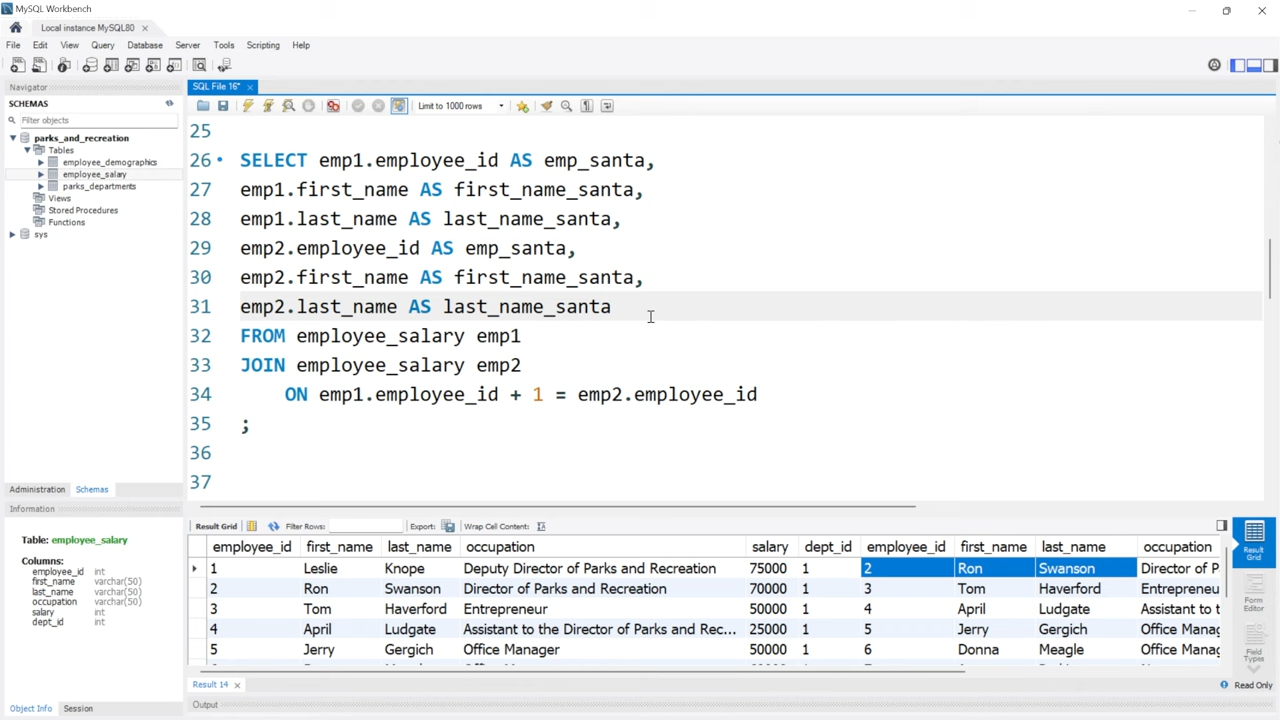 MySQL Workbench
Local instance MySQL80
File Edit View Query Database Server Tools Scripting Help
Navigator
SCHEMAS
Filter objects
parks_and_recreation
Tables
employee_demographics
employee_salary
parks_departments
Views
Stored Procedures
Functions
sys
Administration Schemas
Information
Table: employee_salary
Columns:
employee_id int
first_name varchar(50)
last_name varchar(50)
occupation varchar(50)
salary int
dept_id int
Object Info Session
SQL File 16*
Limit to 1000 rows
25
26 SELECT emp1.employee_id AS emp_santa,
27 emp1.first_name AS first_name_santa,
28 emp1.last_name AS last_name_santa,
29 emp2.employee_id AS emp_santa,
30 emp2.first_name AS first_name_santa,
31 emp2.last_name AS last_name_santa
32 FROM employee_salary emp1
33 JOIN employee_salary emp2
34 ON emp1.employee_id + 1 = emp2.employee_id
35 ;
36
37
Result Grid Filter Rows: Export: Wrap Cell Content:
employee_id first_name last_name occupation salary dept_id employee_id first_name last_name occupation
1 Leslie Knope Deputy Director of Parks and Recreation 75000 1 2 Ron Swanson Director of P
2 Ron Swanson Director of Parks and Recreation 70000 1 3 Tom Haverford Entrepreneu
3 Tom Haverford Entrepreneur 50000 1 4 April Ludgate Assistant to t
4 April Ludgate Assistant to the Director of Parks and Rec... 25000 1 5 Jerry Gergich Office Manag
5 Jerry Gergich Office Manager 50000 1 6 Donna Meagle Office Manag
Result Grid
Form Editor
Field Types
Result 14
Read Only
Output